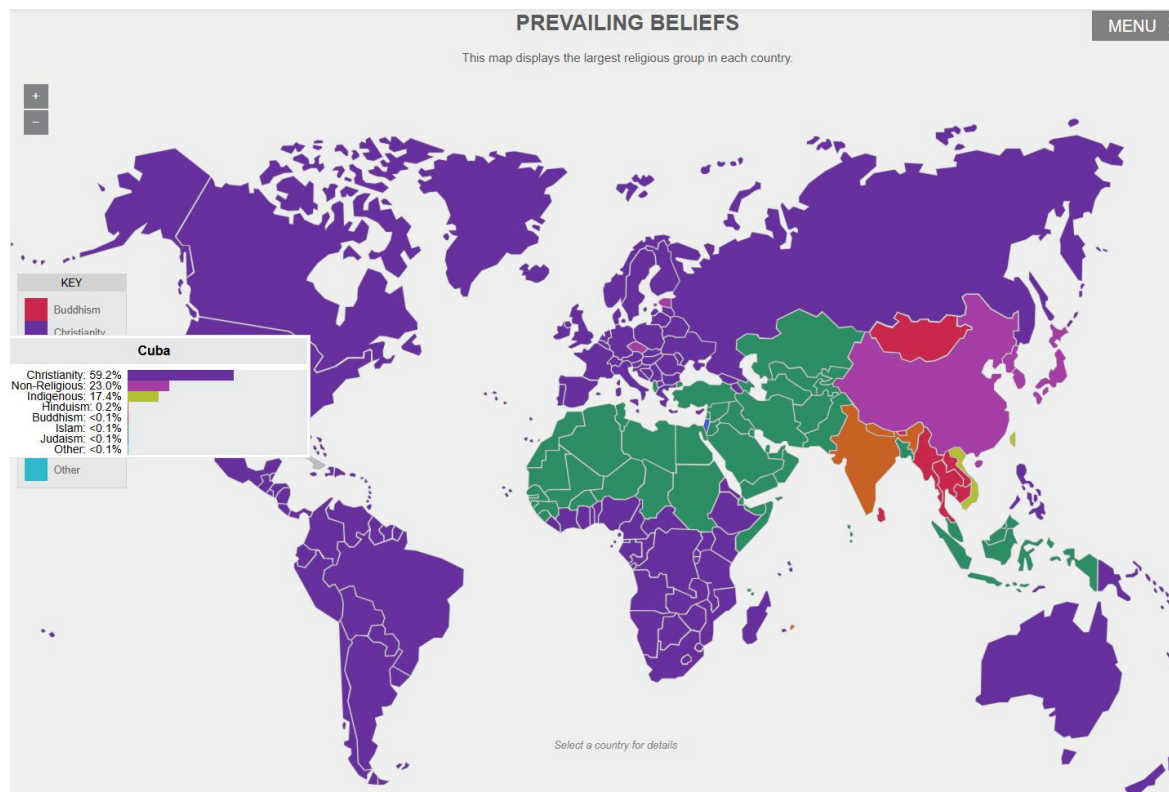 PREVAILING BELIEFS
MENU
This map displays the largest religious group in each country.
+
−
KEY
Buddhism
Christianity
Cuba
Christianity: 59.2%
Non-Religious: 23.0%
Indigenous: 17.4%
Hinduism: 0.2%
Buddhism: <0.1%
Islam: <0.1%
Judaism: <0.1%
Other: <0.1%
Other
Select a country for details